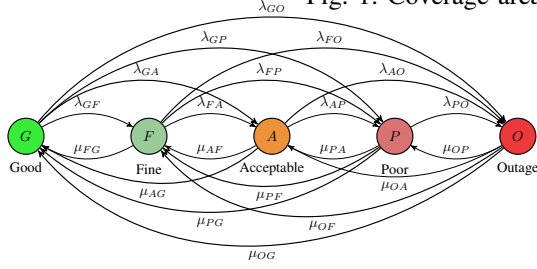 Fig. 1: Coverage area
λGO
λGP λFO
λGA λFP λAO
λGF λFA λAP λPO
G F A P O
μFG μAF μPA μOP
Good Fine Acceptable Poor Outage
μAG μPF μOA
μPG μOF
μOG